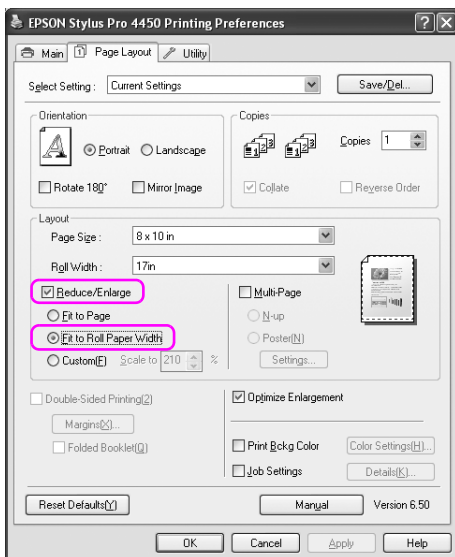 EPSON Stylus Pro 4450 Printing Preferences
Main Page Layout Utility
Select Setting : Current Settings Save/Del...
Orientation
Copies
Portrait Landscape
Copies 1
Rotate 180° Mirror Image
Collate Reverse Order
Layout
Page Size : 8 x 10 in
Roll Width : 17in
Reduce/Enlarge
Multi-Page
Fit to Page
N-up
Fit to Roll Paper Width
Poster(N)
Custom(F) Scale to 210 %
Settings...
Double-Sided Printing(2)
Optimize Enlargement
Margins(X)...
Folded Booklet(Q)
Print Bckg Color Color Settings(H)...
Job Settings Details(K)...
Reset Defaults(Y) Manual Version 6.50
OK Cancel Apply Help